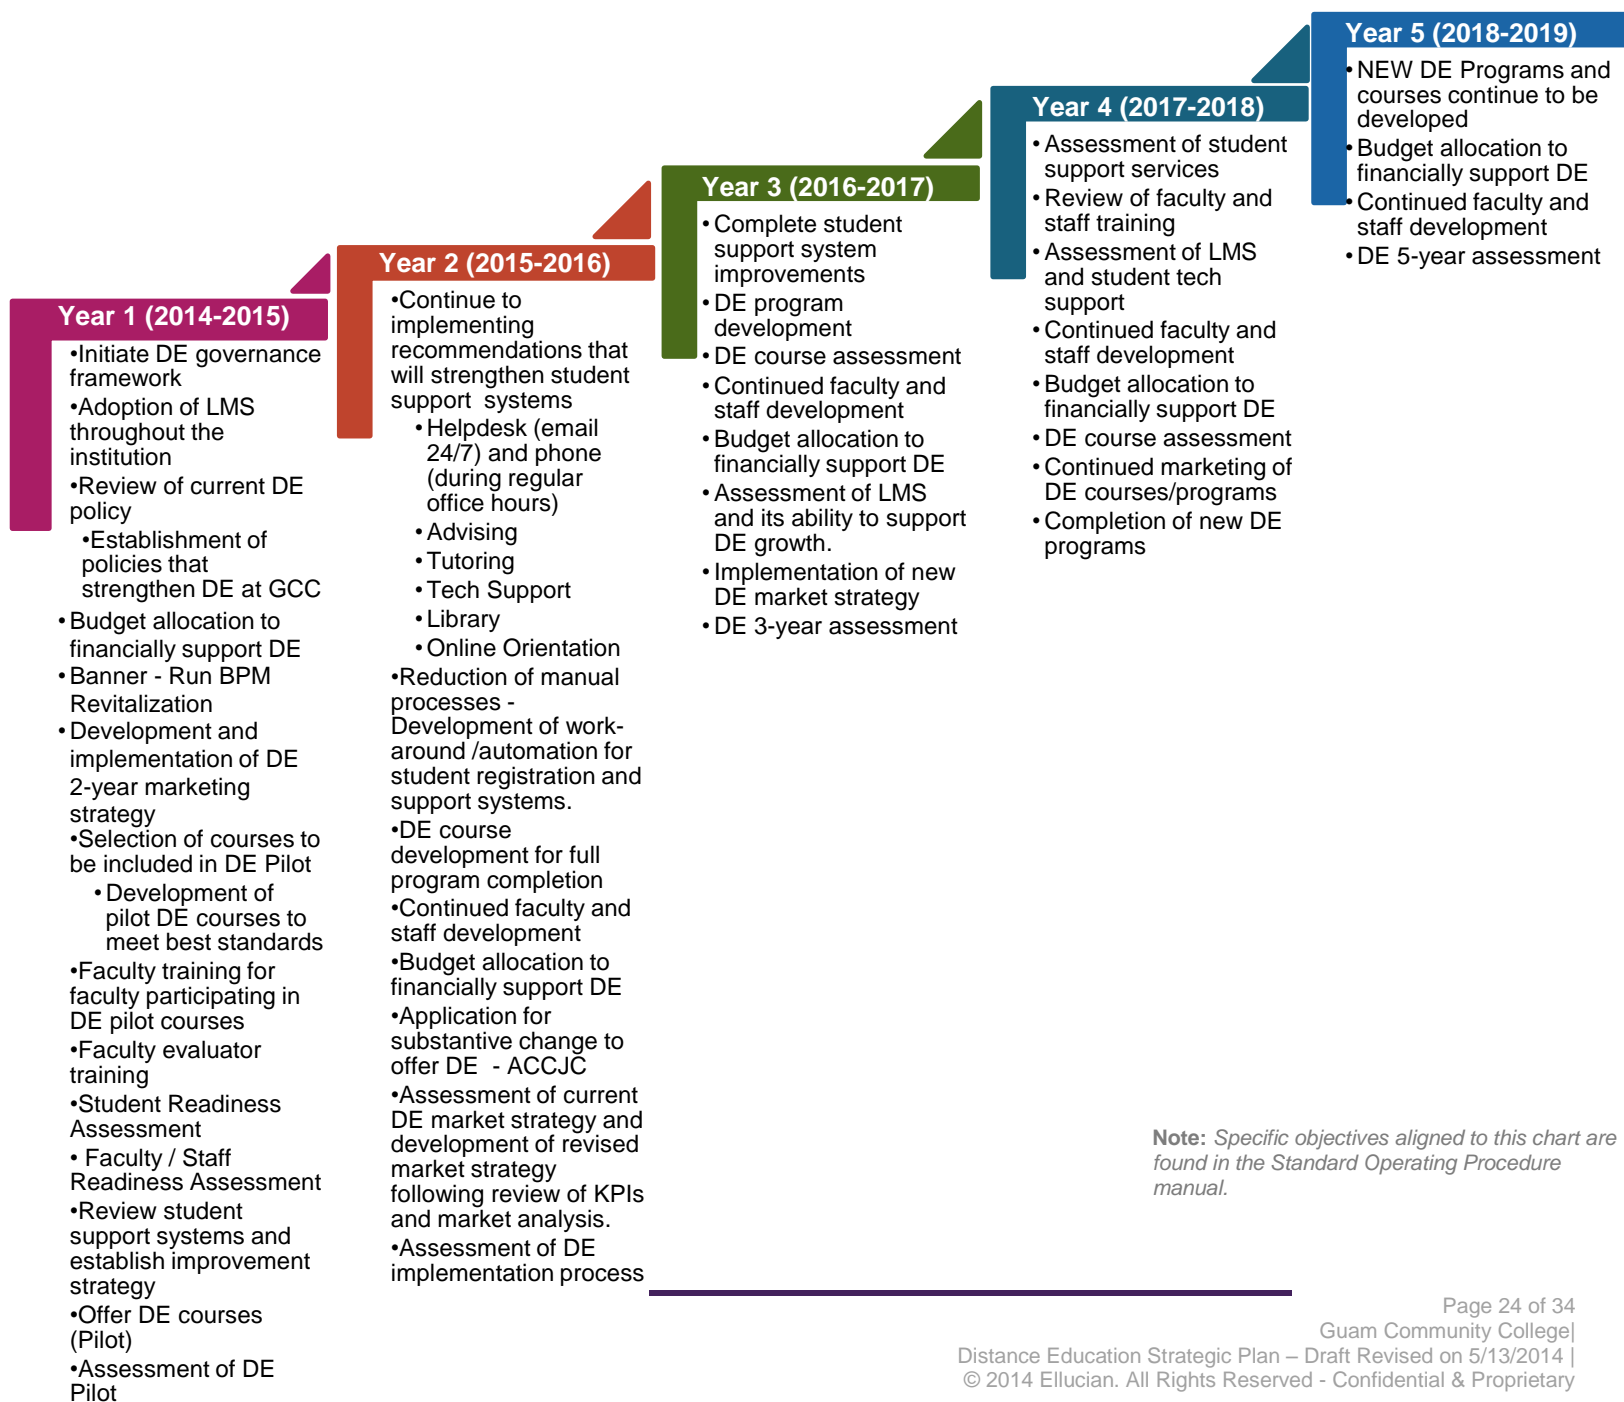 Year 1 (2014-2015)
•Initiate DE governance
framework
•Adoption of LMS
throughout the
institution
•Review of current DE
policy
•Establishment of
policies that
strengthen DE at GCC
•Budget allocation to
financially support DE
•Banner - Run BPM
Revitalization
•Development and
implementation of DE
2-year marketing
strategy
•Selection of courses to
be included in DE Pilot
•Development of
pilot DE courses to
meet best standards
•Faculty training for
faculty participating in
DE pilot courses
•Faculty evaluator
training
•Student Readiness
Assessment
• Faculty / Staff
Readiness Assessment
•Review student
support systems and
establish improvement
strategy
•Offer DE courses
(Pilot)
•Assessment of DE
Pilot
Year 2 (2015-2016)
•Continue to
implementing
recommendations that
will strengthen student
support systems
•Helpdesk (email
24/7) and phone
(during regular
office hours)
•Advising
•Tutoring
•Tech Support
•Library
•Online Orientation
•Reduction of manual
processes -
Development of work-
around /automation for
student registration and
support systems.
•DE course
development for full
program completion
•Continued faculty and
staff development
•Budget allocation to
financially support DE
•Application for
substantive change to
offer DE - ACCJC
•Assessment of current
DE market strategy and
development of revised
market strategy
following review of KPIs
and market analysis.
•Assessment of DE
implementation process
Year 3 (2016-2017)
•Complete student
support system
improvements
•DE program
development
•DE course assessment
•Continued faculty and
staff development
•Budget allocation to
financially support DE
•Assessment of LMS
and its ability to support
DE growth.
•Implementation of new
DE market strategy
•DE 3-year assessment
Year 4 (2017-2018)
•Assessment of student
support services
•Review of faculty and
staff training
•Assessment of LMS
and student tech
support
•Continued faculty and
staff development
•Budget allocation to
financially support DE
•DE course assessment
•Continued marketing of
DE courses/programs
•Completion of new DE
programs
Year 5 (2018-2019)
•NEW DE Programs and
courses continue to be
developed
•Budget allocation to
financially support DE
•Continued faculty and
staff development
•DE 5-year assessment
Note: Specific objectives aligned to this chart are
found in the Standard Operating Procedure
manual.
Page 24 of 34
Guam Community College|
Distance Education Strategic Plan – Draft Revised on 5/13/2014 |
© 2014 Ellucian. All Rights Reserved - Confidential & Proprietary